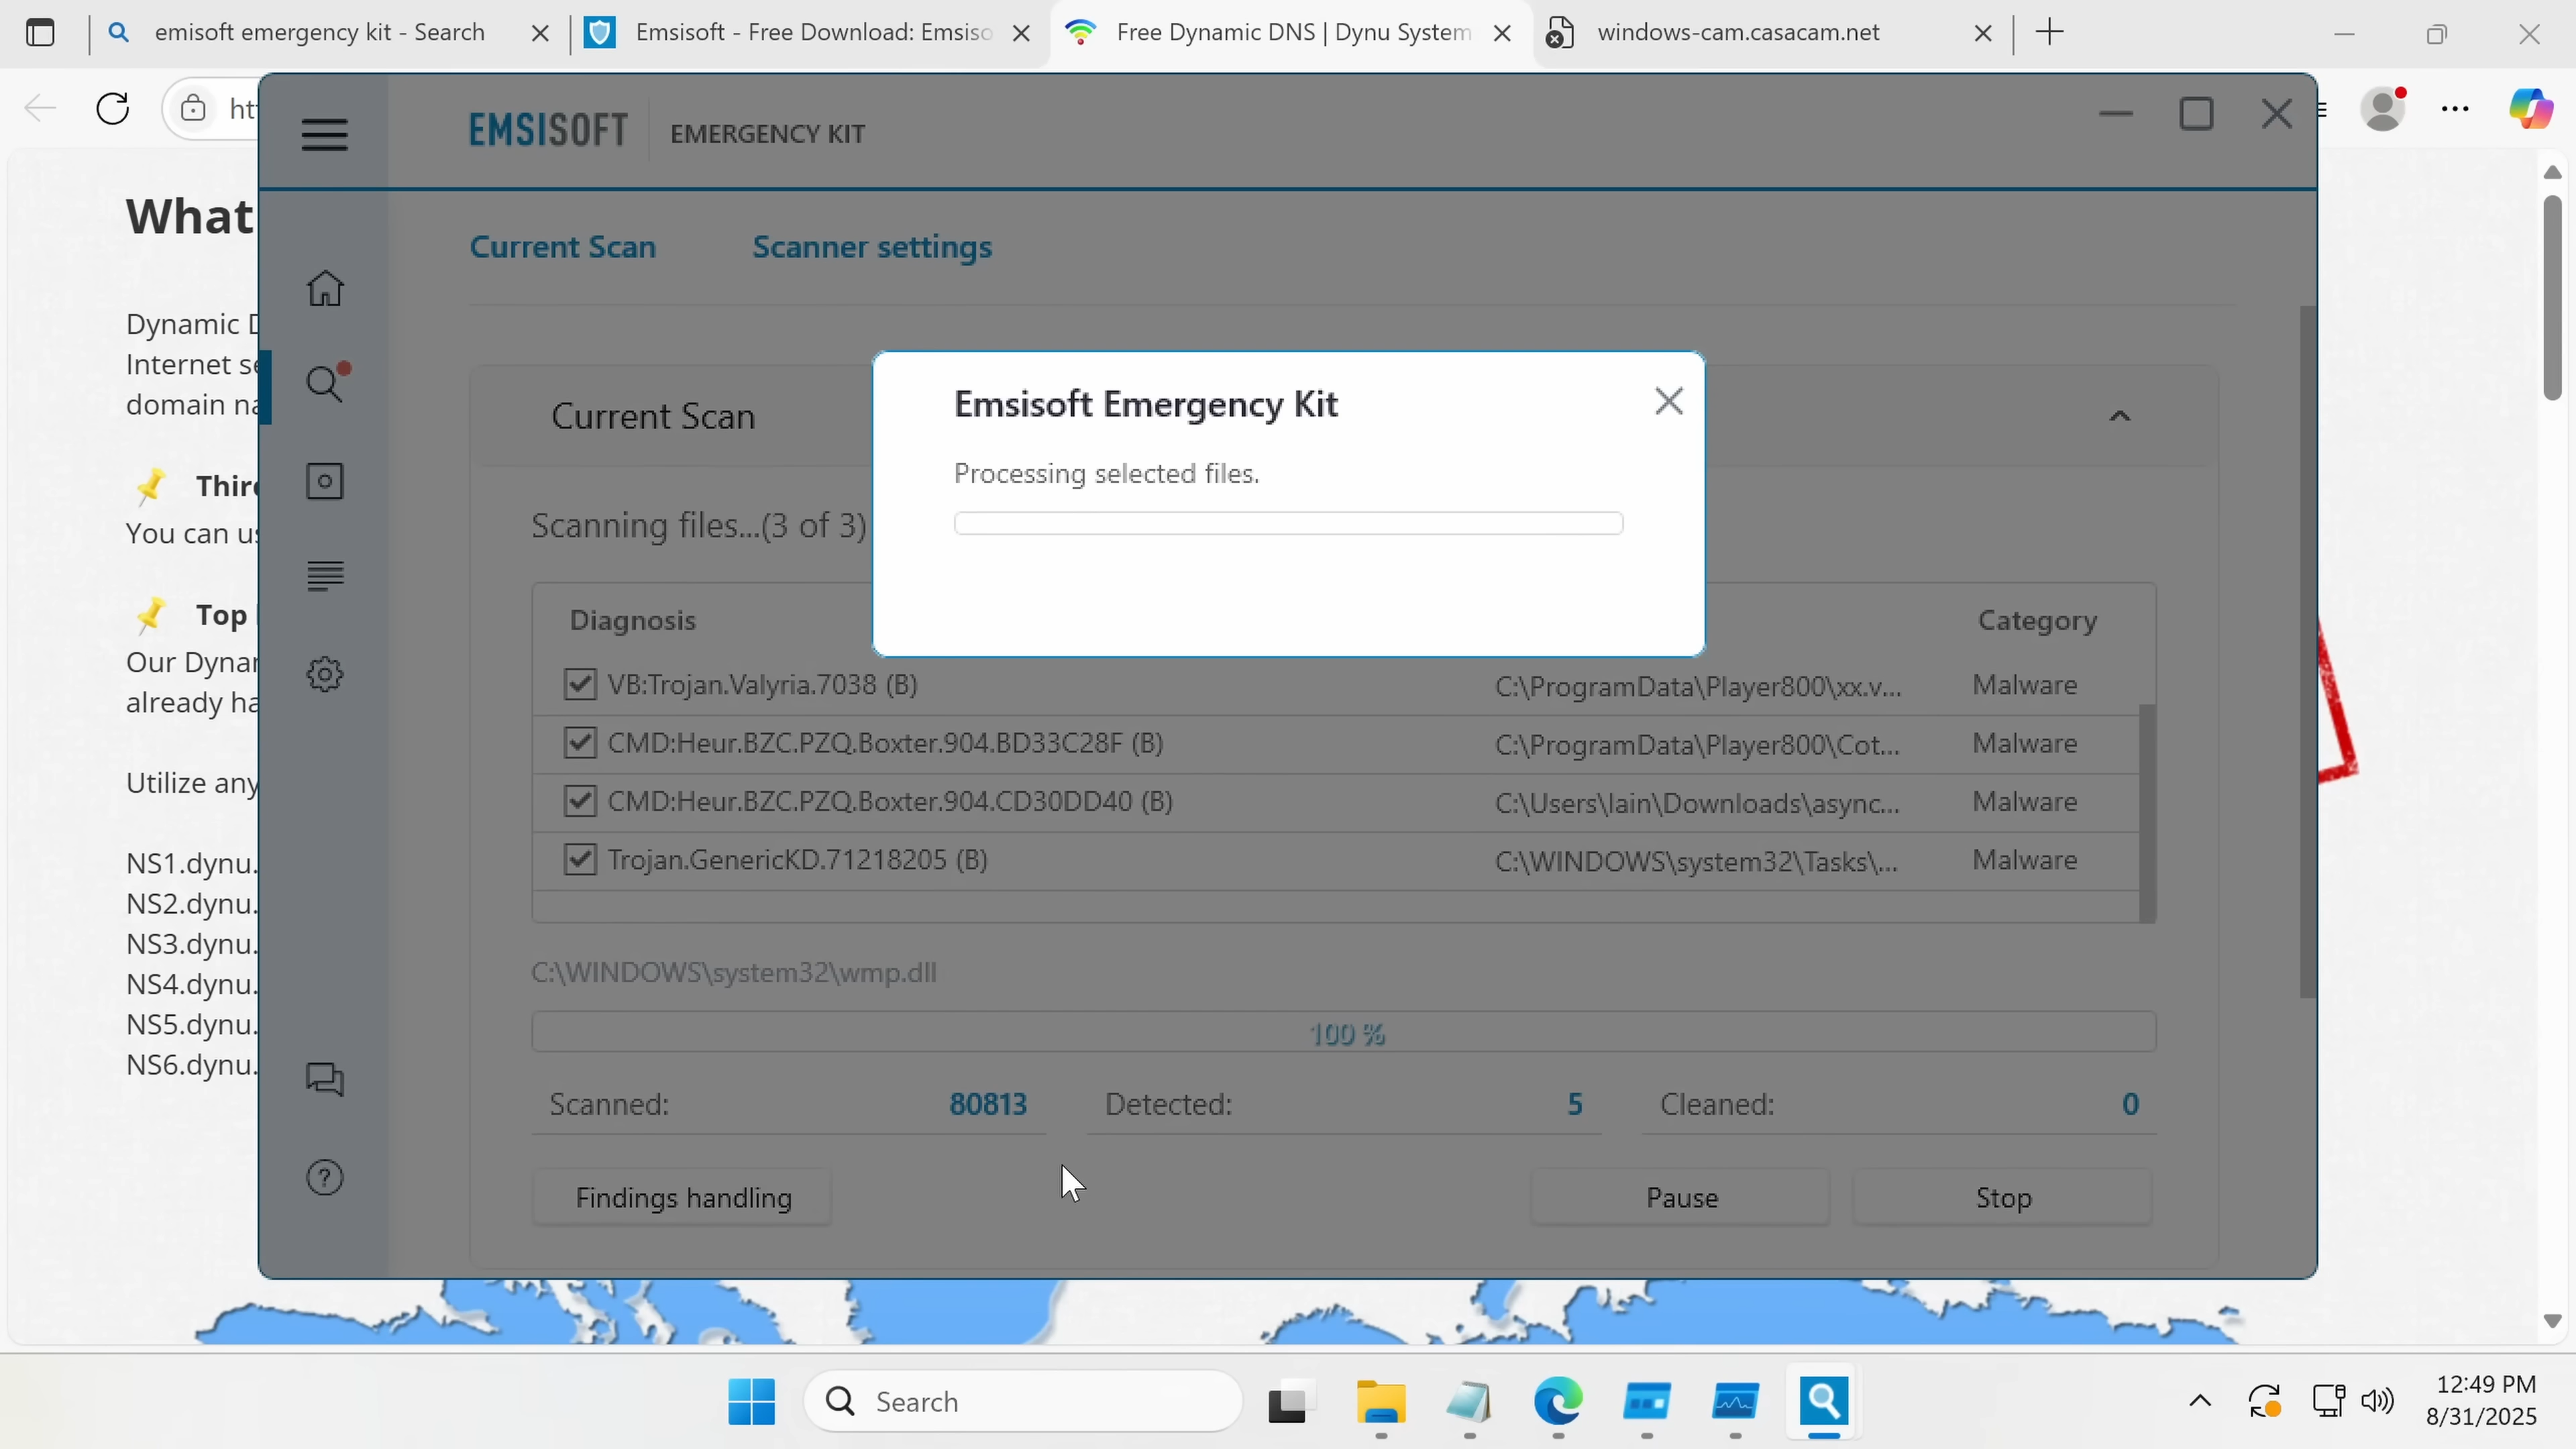 emisoft emergency kit - Search
Emsisoft - Free Download: Emsiso
Free Dynamic DNS | Dynu System
windows-cam.casacam.net
EMSISOFT
EMERGENCY KIT
What
Current Scan
Scanner settings
Dynamic
Internet
domain
Emsisoft Emergency Kit
Processing selected files.
Current Scan
Scanning files...(3 of 3)
You can
Top
Our
already
Utilize any
NS1.dynu.
NS2.dynu.
NS3.dynu.
NS4.dynu.
NS5.dynu.
NS6.dynu.
Diagnosis
Category
VB:Trojan.Valyria.7038 (B)
C:\ProgramData\Player800\xx.v...
Malware
CMD:Heur.BZC.PZQ.Boxter.904.BD33C28F (B)
C:\ProgramData\Player800\Cot...
Malware
CMD:Heur.BZC.PZQ.Boxter.904.CD30DD40 (B)
C:\Users\lain\Downloads\async...
Malware
Trojan.GenericKD.71218205 (B)
C:\WINDOWS\system32\Tasks\...
Malware
C:\WINDOWS\system32\wmp.dll
100 %
Scanned:
80813
Detected:
5
Cleaned:
0
Findings handling
Pause
Stop
Search
12:49 PM
8/31/2025